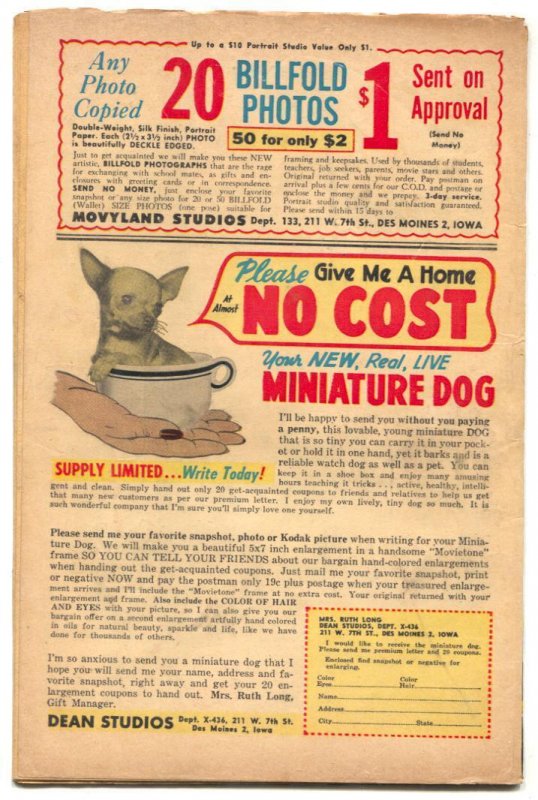 Up to a $10 Portrait Studio Value Only $1.
Any
Photo
Copied
20
BILLFOLD
PHOTOS
50 for only $2
$1
Sent on
Approval
(Send No
Money)
Double-Weight, Silk Finish, Portrait
Paper. Each (2½ x 3½ inch) PHOTO
is beautifully DECKLE EDGED.
Just to get acquainted we will make you these NEW
artistic, BILLFOLD PHOTOGRAPHS that are the rage
for exchanging with school mates, as gifts and en-
closures with greeting cards or in correspondence.
SEND NO MONEY, just enclose your favorite
snapshot or any size photo for 20 or 50 BILLFOLD
(Wallet) SIZE PHOTOS (one pose) suitable for
framing and keepsakes. Used by thousands of students,
teachers, job seekers, parents, movie stars and others.
Original returned with your order. Pay postman on
arrival plus a few cents for our C.O.D. and postage or
enclose the money and we prepay. 3-day service.
Portrait studio quality and satisfaction guaranteed.
Please send within 15 days to
MOVYLAND STUDIOS Dept. 133, 211 W. 7th St., DES MOINES 2, IOWA
Please Give Me A Home
At
Almost
NO COST
Your NEW, Real, LIVE
MINIATURE DOG
SUPPLY LIMITED...Write Today!
I'll be happy to send you without you paying
a penny, this lovable, young miniature DOG
that is so tiny you can carry it in your pock-
et or hold it in one hand, yet it barks and is a
reliable watch dog as well as a pet. You can
keep it in a shoe box and enjoy many amusing
hours teaching it tricks . . . active, healthy, intelli-
gent and clean. Simply hand out only 20 get-acquainted coupons to friends and relatives to help us get
that many new customers as per our premium letter. I enjoy my own lively, tiny dog so much. It is
such wonderful company that I'm sure you'll simply love one yourself.
Please send me your favorite snapshot, photo or Kodak picture when writing for your Minia-
ture Dog. We will make you a beautiful 5x7 inch enlargement in a handsome "Movietone"
frame SO YOU CAN TELL YOUR FRIENDS about our bargain hand-colored enlargements
when handing out the get-acquainted coupons. Just mail me your favorite snapshot, print
or negative NOW and pay the postman only 19c plus postage when your treasured enlarge-
ment arrives and I'll include the "Movietone" frame at no extra cost. Your original returned with your
enlargement and frame. Also include the COLOR OF HAIR
AND EYES with your picture, so I can also give you our
bargain offer on a second enlargement artfully hand colored
in oils for natural beauty, sparkle and life, like we have
done for thousands of others.
I'm so anxious to send you a miniature dog that I
hope you will send me your name, address and fa-
vorite snapshot, right away and get your 20 en-
largement coupons to hand out. Mrs. Ruth Long,
Gift Manager.
DEAN STUDIOS Dept. X-436, 211 W. 7th St.
Des Moines 2, Iowa
MRS. RUTH LONG
DEAN STUDIOS, DEPT. X-436
211 W. 7TH ST., DES MOINES 2, IOWA
I would like to receive the miniature dog.
Please send me premium letter and 20 coupons.
Enclosed find snapshot or negative for
enlarging.
Color Color
Eyes Hair
Name
Address
City State